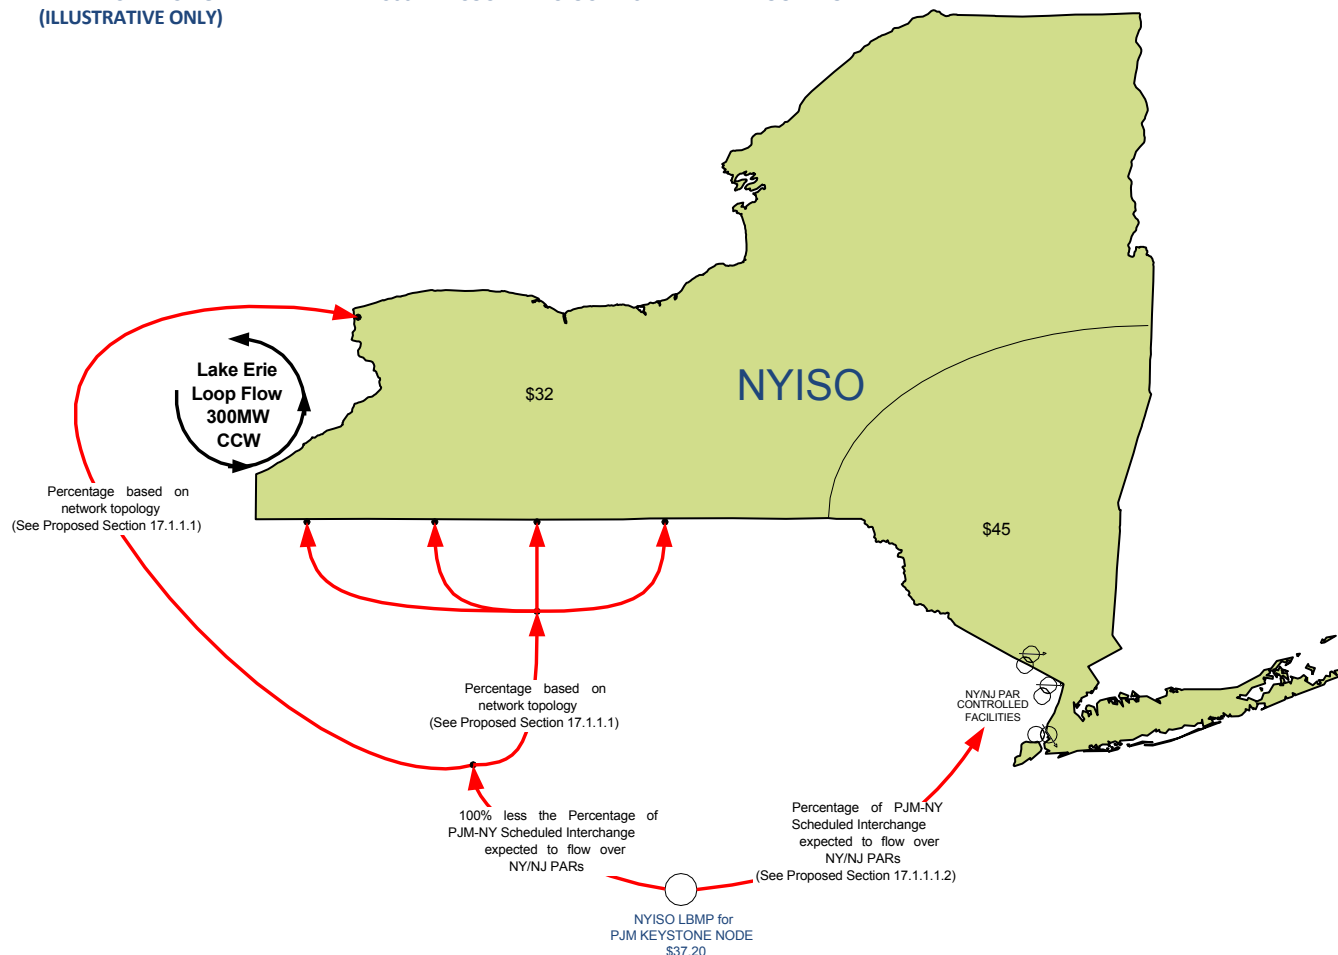 (ILLUSTRATIVE ONLY)
NYISO
$32
Lake Erie
Loop Flow
300MW
CCW
Percentage based on
network topology
(See Proposed Section 17.1.1.1)
$45
Percentage based on
network topology
(See Proposed Section 17.1.1.1)
NY/NJ PAR
CONTROLLED
FACILITIES
100% less the Percentage of
PJM-NY Scheduled Interchange
expected to flow over
NY/NJ PARs
Percentage of PJM-NY
Scheduled Interchange
expected to flow over
NY/NJ PARs
(See Proposed Section 17.1.1.1.2)
NYISO LBMP for
PJM KEYSTONE NODE
$37.20